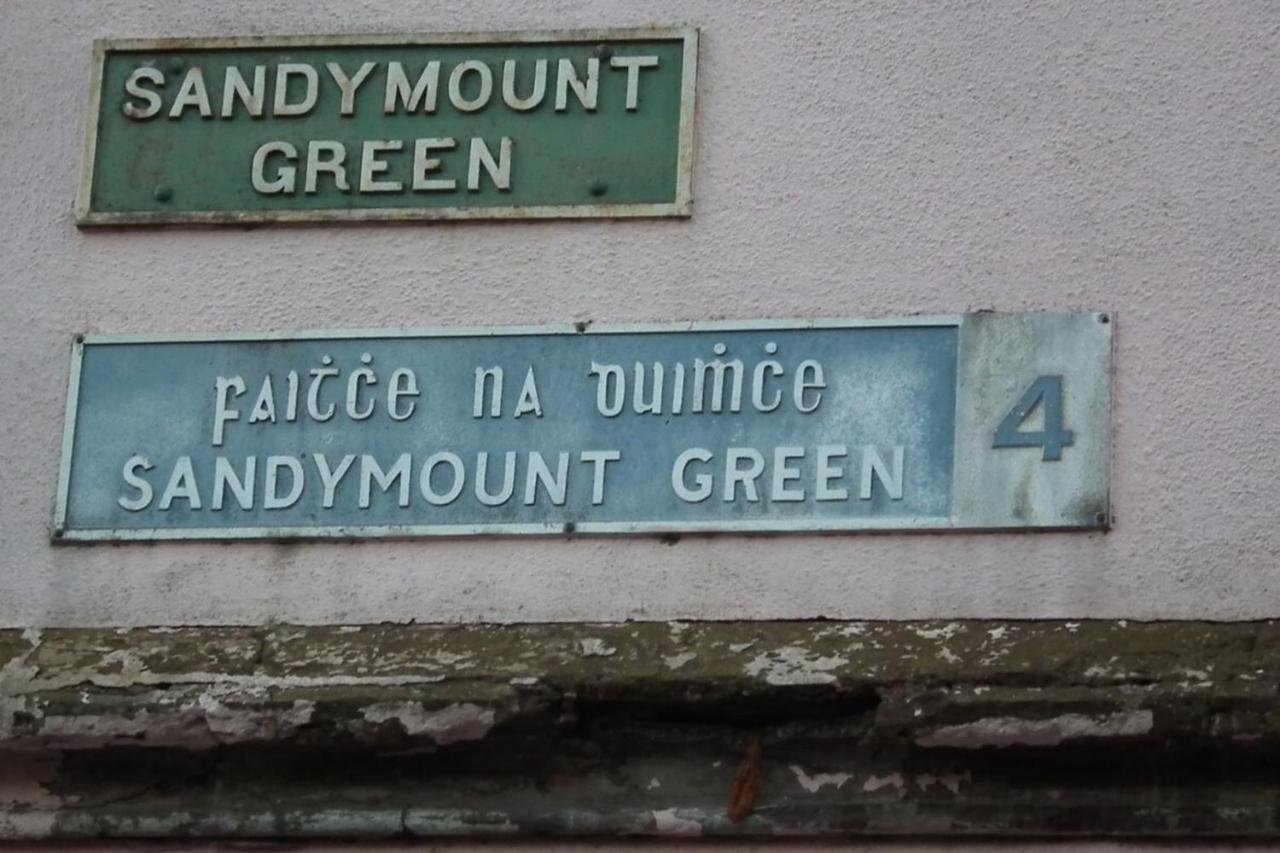 SANDYMOUNT
GREEN
faiṫċe na duiṁċe
SANDYMOUNT GREEN
4